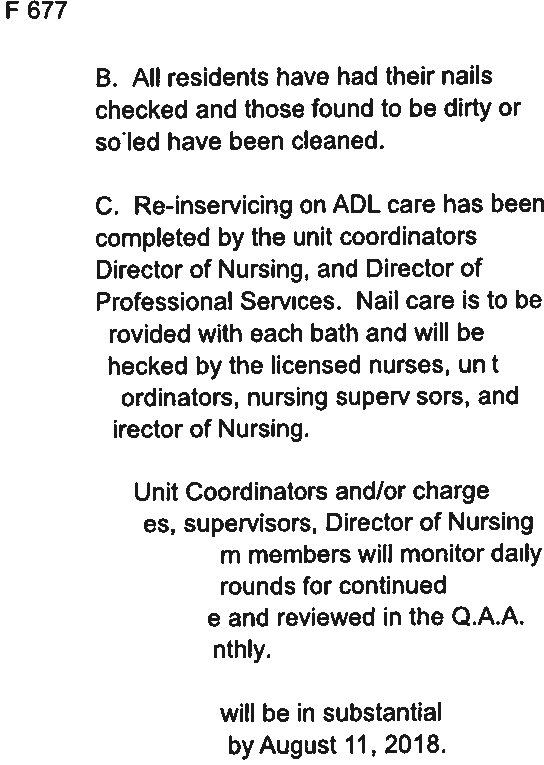 F 677
B. All residents have had their nails
checked and those found to be dirty or
so led have been cleaned.
C. Re-inservicing on ADL care has been
completed by the unit coordinators
Director of Nursing, and Director of
Professional Services. Nail care is to be
rovided with each bath and will be
hecked by the licensed nurses, un t
ordinators, nursing superv sors, and
irector of Nursing.
Unit Coordinators and/or charge
es, supervisors, Director of Nursing
m members will monitor daily
rounds for continued
e and reviewed in the Q.A.A.
nthly.
will be in substantial
by August 11, 2018.